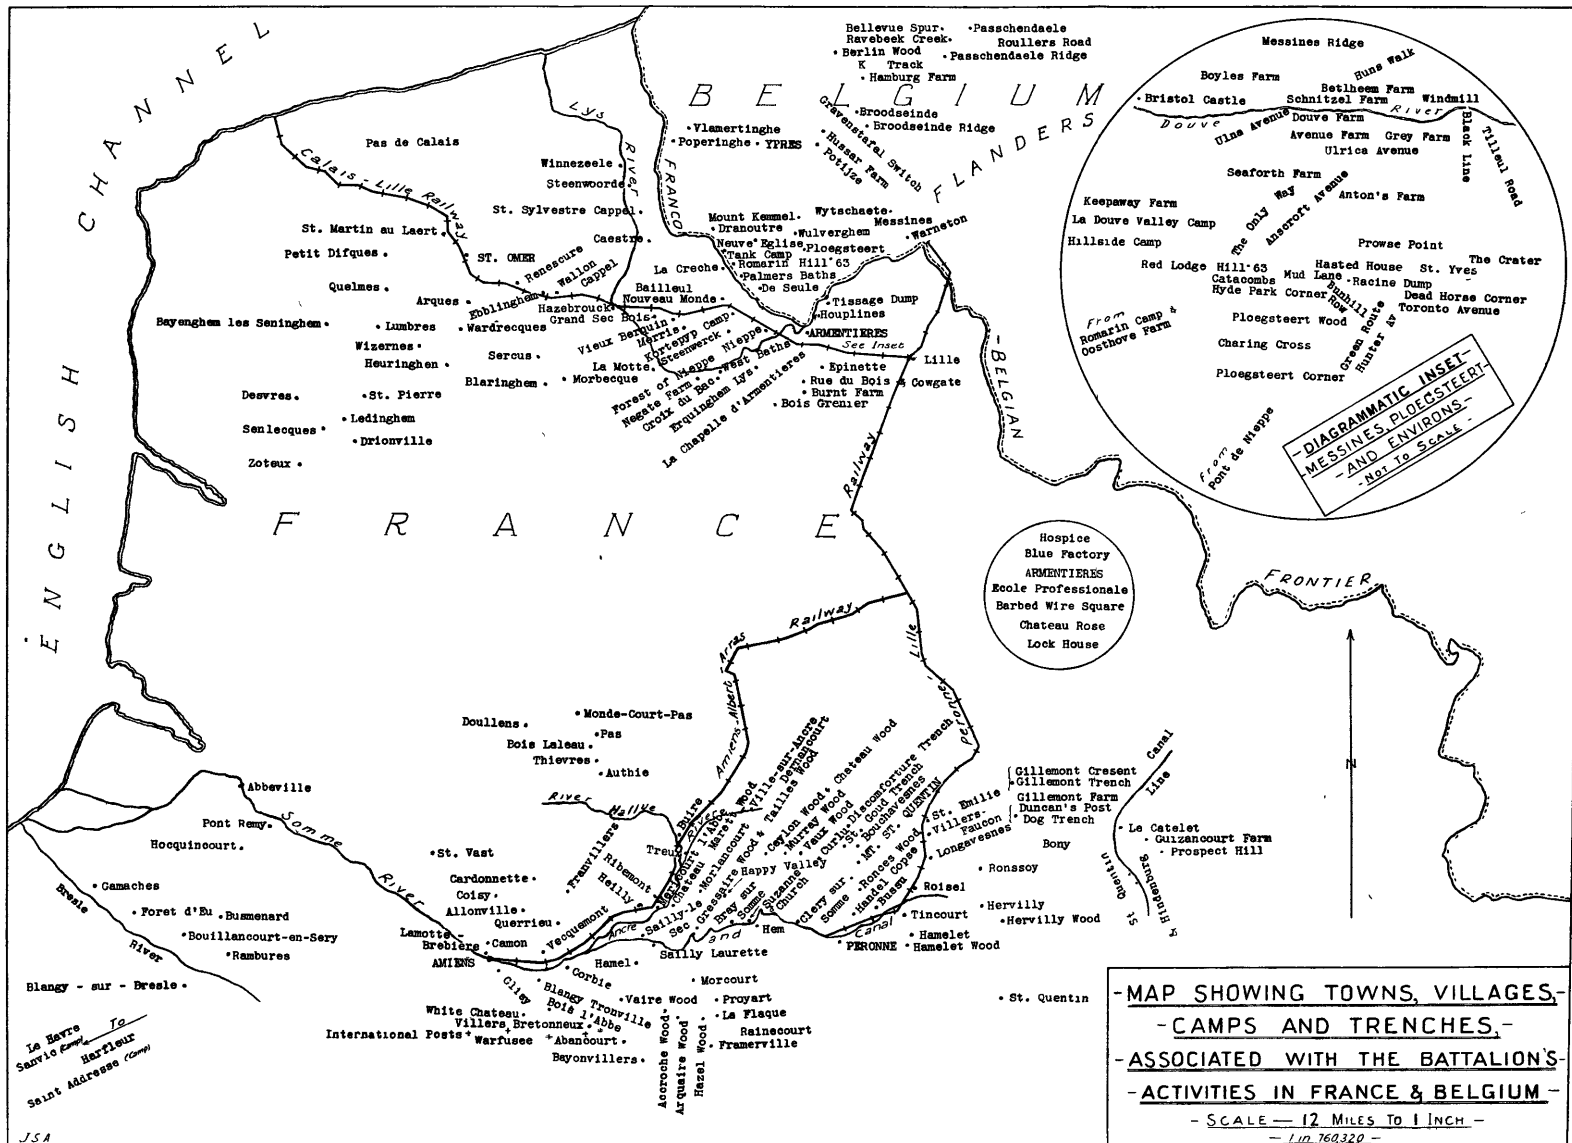 ENGLISH CHANNEL
BELGIUM
FLANDERS
FRANCE
FRANCO
-BELGIAN
FRONTIER
Bellevue Spur.
Passchendaele
Ravebeek Creek.
Roullers Road
Berlin Wood
Passchendaele Ridge
K Track
Hamburg Farm
Broodseinde
Broodseinde Ridge
Gravenstafal Switch
Hussar Farm
Potijze
Vlamertinghe
Poperinghe
YPRES
Lys River
Pas de Calais
Calais - Lille Railway
Winnezeele
Steenwoorde
St. Sylvestre Cappel
Caestre
St. Martin au Laert
Petit Difques
ST. OMER
Renescure
Wallon Cappel
Ebblinghem
Quelmes
Arques
Hazebrouck
Grand Sec Bois
Bayenghem les Seninghem
Lumbres
Wardrecques
Wizernes
Heuringhen
Sercus
Blaringhem
La Motte
Morbecque
Desvres
St. Pierre
Senlecques
Ledinghem
Drionville
Zoteux
Mount Kemmel
Wytschaete
Dranoutre
Wulverghem
Messines
Warneton
Neuve Eglise
Ploegsteert
Tank Camp
Romarin Hill 63
La Creche
Palmers Baths
De Seule
Bailleul
Nouveau Monde
Tissage Dump
Houplines
ARMENTIERES
See Inset
Vieux Berquin
Merris
Kortepyp Camp
Steenwerck
Forest of Nieppe
Nieppe
Negate Farm
West Baths
Croix du Bac
Erquinghem Lys
La Chapelle d'Armentieres
Epinette
Rue du Bois
Burnt Farm
Bois Grenier
Lille
Cowgate
Messines Ridge
Boyles Farm
Huns Walk
Betlheem Farm
Bristol Castle
Schnitzel Farm
Windmill
Douve River
Ulna Avenue
Douve Farm
Avenue Farm
Grey Farm
Ulrica Avenue
Black Line
Tilleul Road
Seaforth Farm
The Only Way
Anscroft Avenue
Anton's Farm
Keepaway Farm
La Douve Valley Camp
Hillside Camp
Prowse Point
The Crater
Red Lodge
Hill 63
Hasted House
St. Yves
Catacombs
Mud Lane
Racine Dump
Hyde Park Corner
Bunhill Row
Dead Horse Corner
Toronto Avenue
From Romarin Camp & Oosthove Farm
Ploegsteert Wood
Green Route
Hunter Av
Charing Cross
Ploegsteert Corner
From Pont de Nieppe
-DIAGRAMMATIC INSET-
-MESSINES, PLOEGSTEERT-
-AND ENVIRONS-
-NOT TO SCALE-
Hospice
Blue Factory
ARMENTIERES
Ecole Professionale
Barbed Wire Square
Chateau Rose
Lock House
Amiens-Albert-Arras Railway
Peronne-Lille Railway
Doullens
Monde-Court-Pas
Pas
Bois Laleau
Thievres
Authie
River Hallue
Abbeville
Somme River
Pont Remy
Hocquincourt
Bresle River
Gamaches
Foret d'Eu
Busmenard
Bouillancourt-en-Sery
Rambures
Blangy - sur - Bresle
St. Vast
Cardonnette
Coisy
Allonville
Querrieu
Lamotte-Brebière
Camon
AMIENS
Vecquemont
Franvillers
Ribemont
Heilly
Treux
Buire
Ancre
River
Mericourt l'Abbe
Chateau
Marett Wood
Morlancourt
Ville-sur-Ancre
Dernancourt
Sailly-le-Sec
Gressaire Wood & Tailles Wood
Ceylon Wood & Chateau Wood
Murray Wood
Vaux Wood
Happy Valley
Bray sur Somme
Suzanne
Church
Curlu
Discomforture Trench
St. Goud Trench
Bouchavesnes
MT. ST. QUENTIN
Clery sur Somme
Ronces Wood
Handel Copse
Bussu
Hem
and Canal
PERONNE
St. Emilie
Villers-Faucon
Longavesnes
Gillemont Cresent
Gillemont Trench
Gillemont Farm
Duncan's Post
Dog Trench
Bony
Ronssoy
Roisel
Tincourt
Hervilly
Hervilly Wood
Hamelet
Hamelet Wood
St Quentin Canal
Hindenburg Line
Le Catelet
Guizancourt Farm
Prospect Hill
N
St. Quentin
Hamel
Sailly Laurette
Corbie
Morcourt
Glisy
Blangy Tronville
Bois l'Abbe
Vaire Wood
Proyart
White Chateau
La Flaque
Villers Bretonneux
International Posts
Warfusee
Abancourt
Rainecourt
Framerville
Bayonvillers
Accroche Wood
Arquaire Wood
Hazel Wood
To
Le Havre
Sanvic (Camp)
Harfleur
Saint Addresse (Camp)
-MAP SHOWING TOWNS, VILLAGES,-
-CAMPS AND TRENCHES,-
-ASSOCIATED WITH THE BATTALION'S-
-ACTIVITIES IN FRANCE & BELGIUM-
-SCALE — 12 MILES TO 1 INCH-
- 1 in 760,320 -
JSA